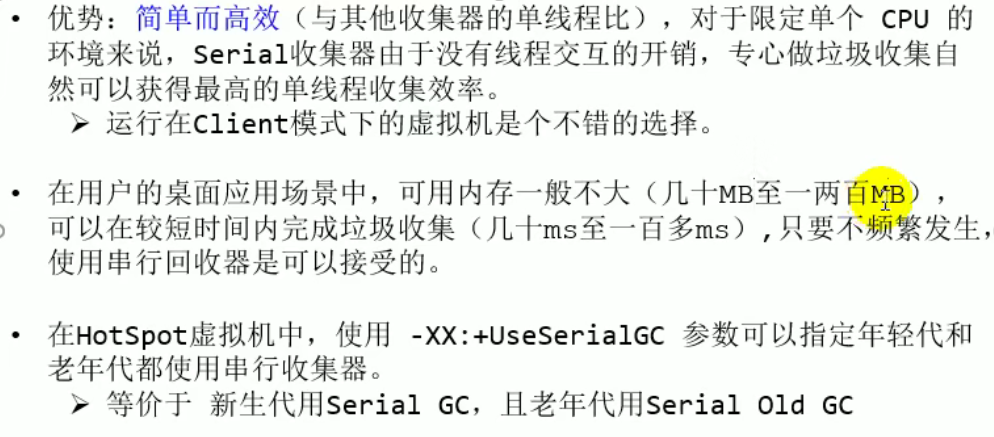 • 优势：简单而高效（与其他收集器的单线程比），对于限定单个 CPU 的
环境来说，Serial收集器由于没有线程交互的开销，专心做垃圾收集自
然可以获得最高的单线程收集效率。
➢ 运行在Client模式下的虚拟机是个不错的选择。
• 在用户的桌面应用场景中，可用内存一般不大（几十MB至一两百MB），
可以在较短时间内完成垃圾收集（几十ms至一百多ms）,只要不频繁发生，
使用串行回收器是可以接受的。
• 在HotSpot虚拟机中，使用 -XX:+UseSerialGC 参数可以指定年轻代和
老年代都使用串行收集器。
➢ 等价于 新生代用Serial GC，且老年代用Serial Old GC